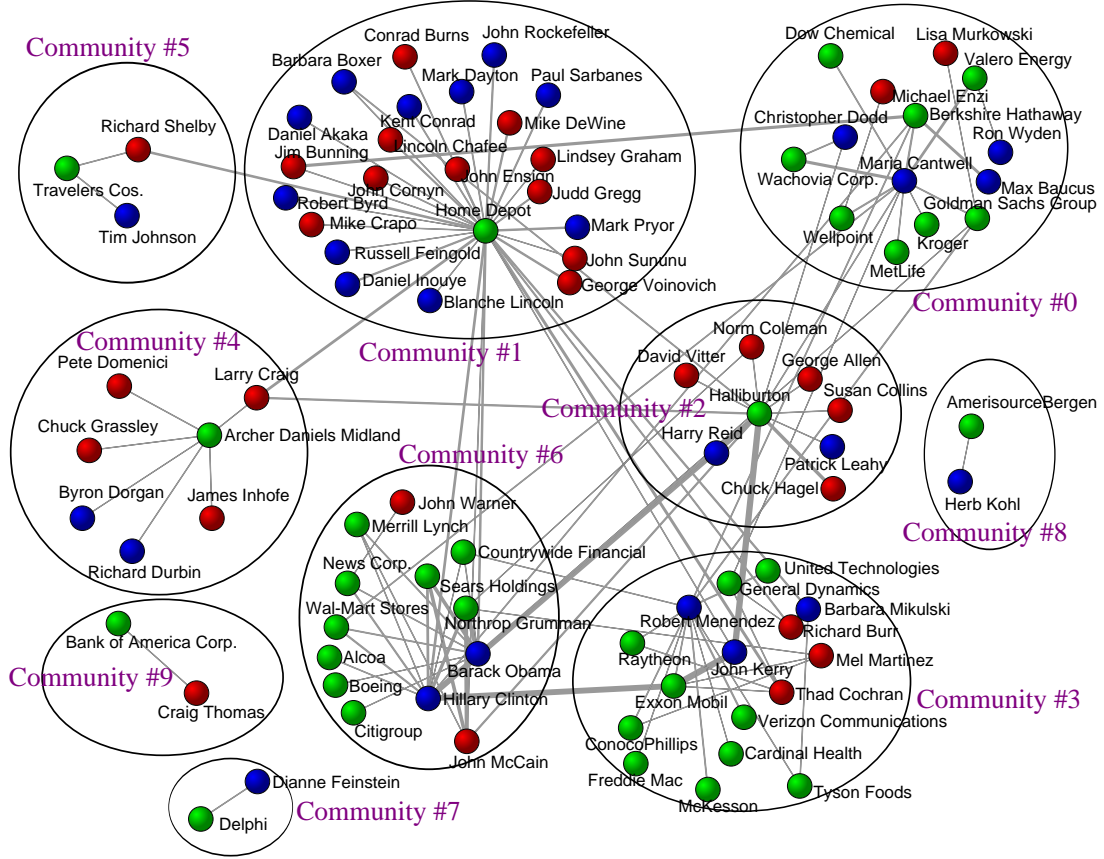 Community #5
Richard Shelby
Travelers Cos.
Tim Johnson
Conrad Burns
John Rockefeller
Barbara Boxer
Mark Dayton
Paul Sarbanes
Kent Conrad
Mike DeWine
Daniel Akaka
Lincoln Chafee
Jim Bunning
Lindsey Graham
John Ensign
John Cornyn
Judd Gregg
Robert Byrd
Home Depot
Mike Crapo
Mark Pryor
Russell Feingold
John Sununu
Daniel Inouye
George Voinovich
Blanche Lincoln
Community #1
Dow Chemical
Lisa Murkowski
Valero Energy
Michael Enzi
Christopher Dodd
Berkshire Hathaway
Ron Wyden
Maria Cantwell
Wachovia Corp.
Max Baucus
Goldman Sachs Group
Wellpoint
Kroger
MetLife
Community #0
Community #4
Pete Domenici
Larry Craig
Chuck Grassley
Archer Daniels Midland
Byron Dorgan
James Inhofe
Richard Durbin
Norm Coleman
David Vitter
George Allen
Susan Collins
Halliburton
Community #2
Harry Reid
Patrick Leahy
Chuck Hagel
AmerisourceBergen
Herb Kohl
Community #8
Community #6
John Warner
Merrill Lynch
Countrywide Financial
News Corp.
Sears Holdings
Wal-Mart Stores
Northrop Grumman
Alcoa
Barack Obama
Boeing
Hillary Clinton
Citigroup
John McCain
United Technologies
General Dynamics
Barbara Mikulski
Robert Menendez
Richard Burr
Raytheon
Mel Martinez
John Kerry
Exxon Mobil
Thad Cochran
Community #3
Verizon Communications
ConocoPhillips
Cardinal Health
Freddie Mac
McKesson
Tyson Foods
Bank of America Corp.
Community #9
Craig Thomas
Dianne Feinstein
Delphi
Community #7